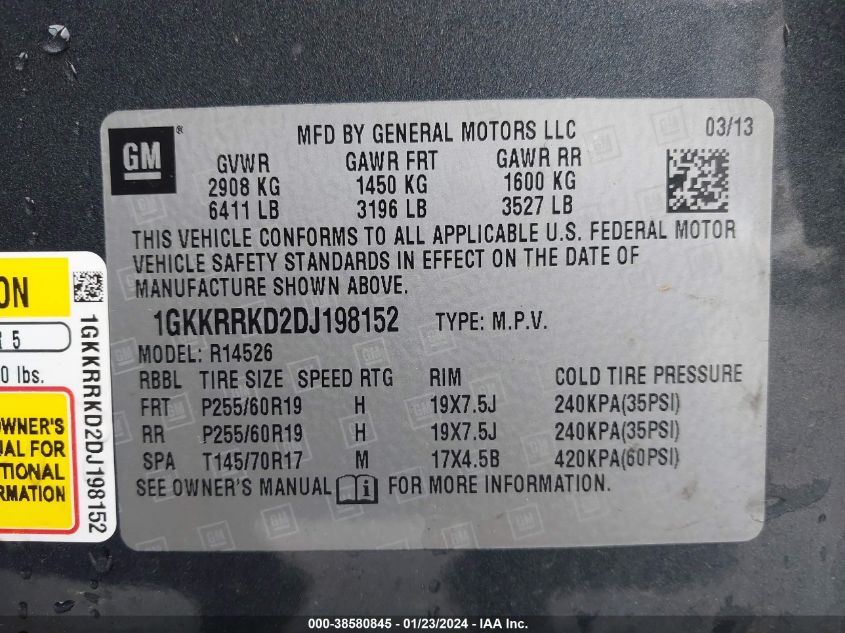 GM®
MFD BY GENERAL MOTORS LLC
03/13
GVWR GAWR FRT GAWR RR
2908 KG 1450 KG 1600 KG
6411 LB 3196 LB 3527 LB
THIS VEHICLE CONFORMS TO ALL APPLICABLE U.S. FEDERAL MOTOR
VEHICLE SAFETY STANDARDS IN EFFECT ON THE DATE OF
MANUFACTURE SHOWN ABOVE.
1GKKRRKD2DJ198152 TYPE: M.P.V.
MODEL: R14526
RBBL TIRE SIZE SPEED RTG RIM COLD TIRE PRESSURE
FRT P255/60R19 H 19X7.5J 240KPA(35PSI)
RR P255/60R19 H 19X7.5J 240KPA(35PSI)
SPA T145/70R17 M 17X4.5B 420KPA(60PSI)
SEE OWNER'S MANUAL i FOR MORE INFORMATION.
ON
R 5
0 lbs.
OWNER'S
UAL FOR
TIONAL
RMATION
1GKKRRKD2DJ198152
000-38580845 - 01/23/2024 - IAA Inc.